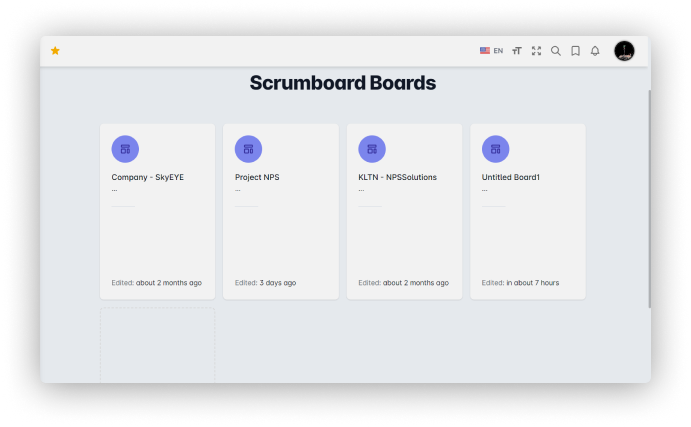 EN
Scrumboard Boards
Company - SkyEYE
...
Edited: about 2 months ago
Project NPS
...
Edited: 3 days ago
KLTN - NPSSolutions
...
Edited: about 2 months ago
Untitled Board1
...
Edited: in about 7 hours